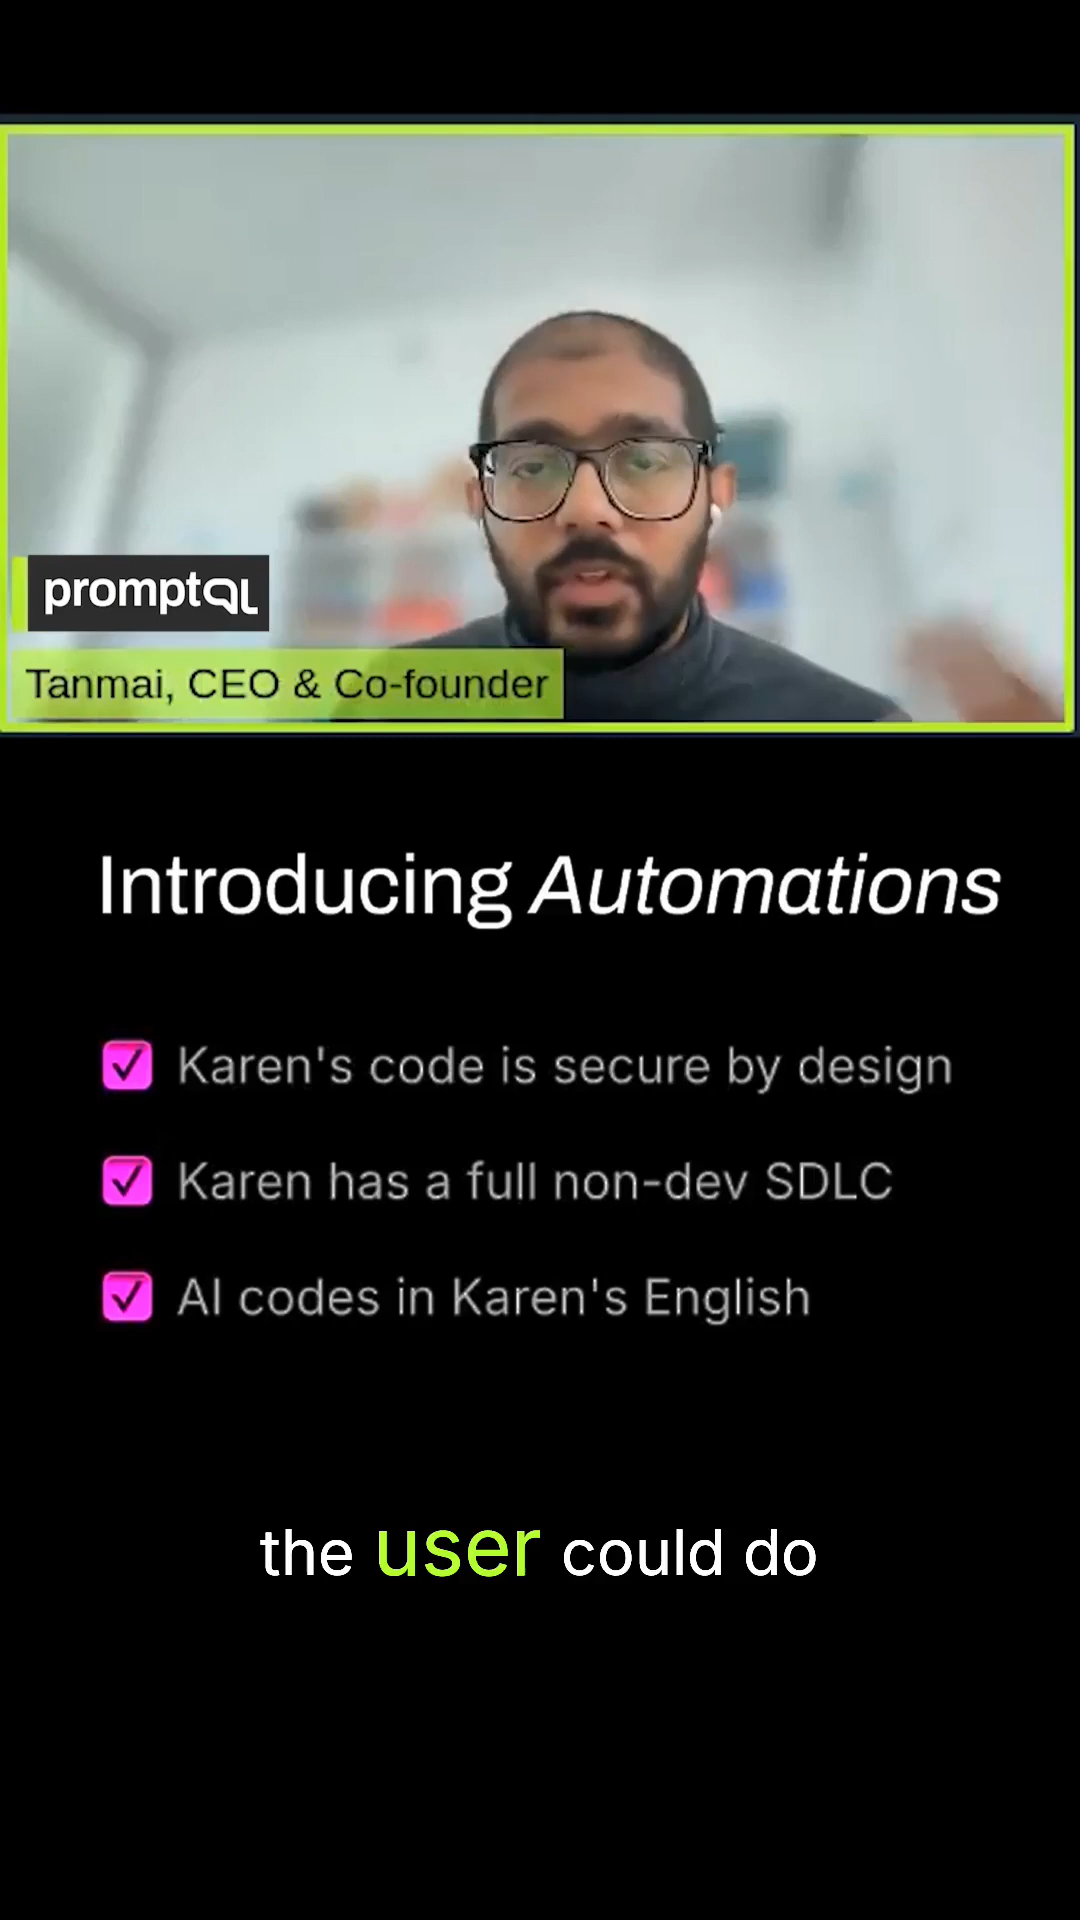 promptQL
Tanmai, CEO & Co-founder
Introducing Automations
Karen's code is secure by design
Karen has a full non-dev SDLC
AI codes in Karen's English
the user could do